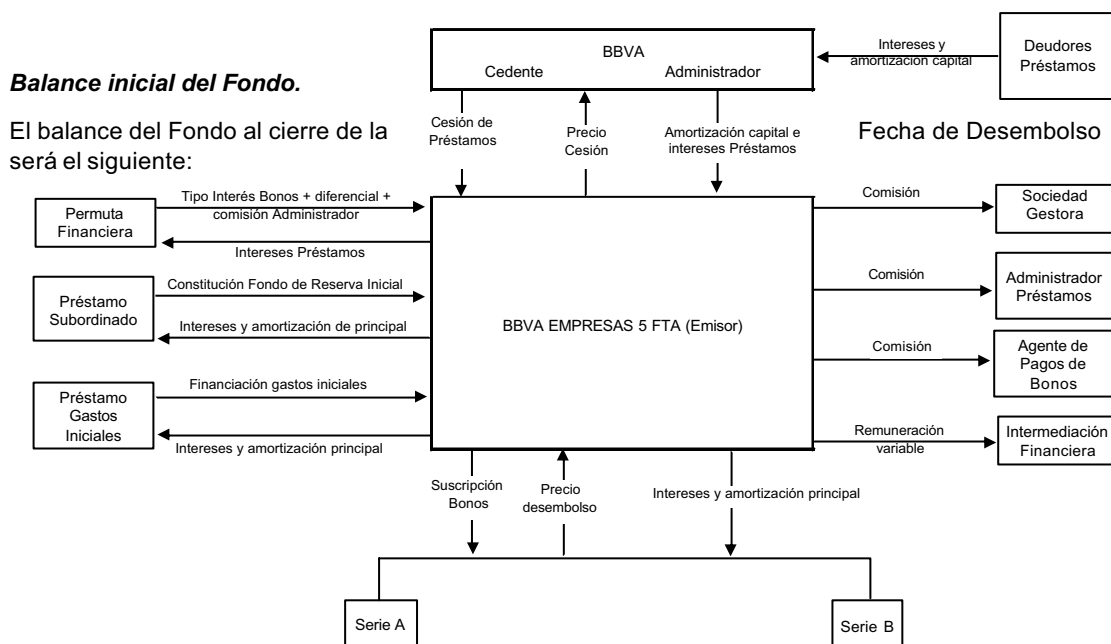 BBVA
Cedente Administrador
Intereses y
amortización capital
Deudores
Préstamos
Balance inicial del Fondo.
El balance del Fondo al cierre de la Fecha de Desembolso
será el siguiente:
Cesión de
Préstamos
Precio
Cesión
Amortización capital e
intereses Préstamos
Permuta
Financiera
Tipo Interés Bonos + diferencial +
comisión Administrador
Intereses Préstamos
Préstamo
Subordinado
Constitución Fondo de Reserva Inicial
Intereses y amortización de principal
Préstamo
Gastos
Iniciales
Financiación gastos iniciales
Intereses y amortización principal
BBVA EMPRESAS 5 FTA (Emisor)
Comisión
Sociedad
Gestora
Comisión
Administrador
Préstamos
Comisión
Agente de
Pagos de
Bonos
Remuneración
variable
Intermediación
Financiera
Suscripción
Bonos
Precio
desembolso
Intereses y amortización principal
Serie A
Serie B